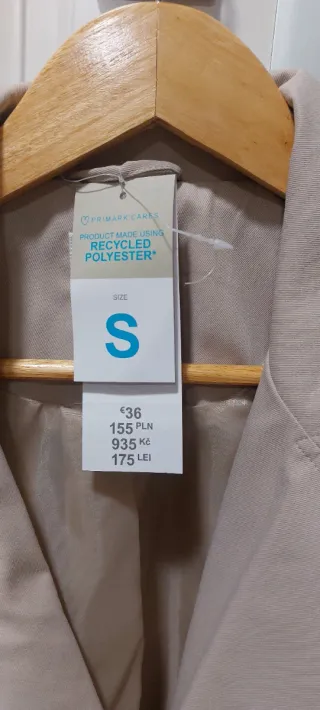 PRIMARK CARES
PRODUCT MADE USING
RECYCLED
POLYESTER*
SIZE
S
€36
155 PLN
935 Kč
175 LEI